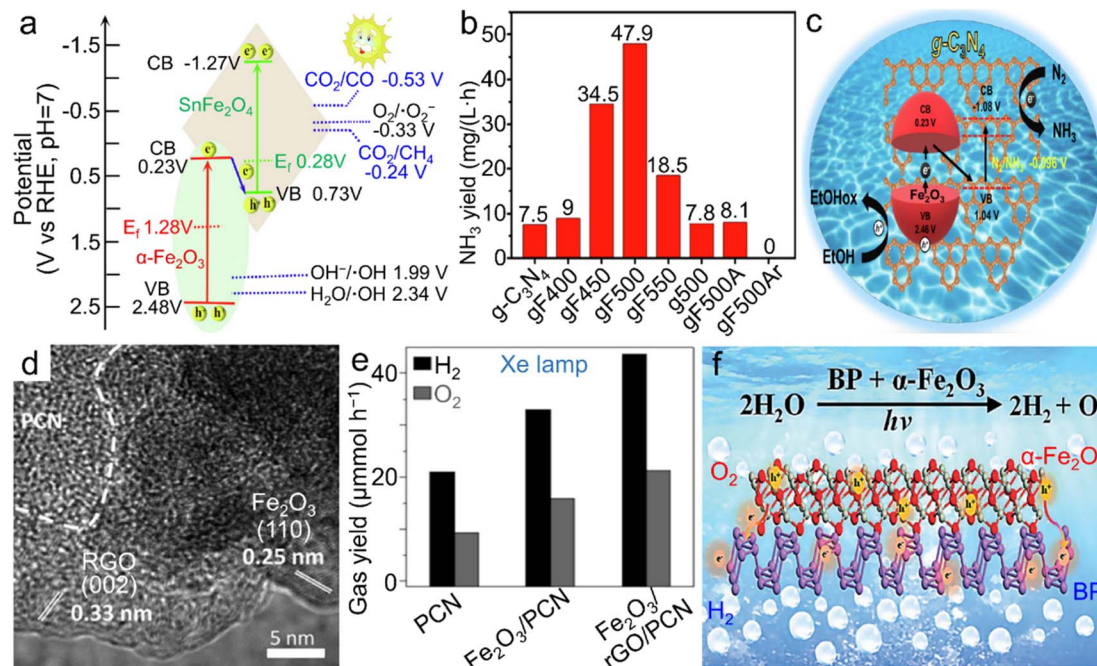 a
Potential
(V vs RHE, pH=7)
-1.5
-0.5
0.5
1.5
2.5
CB -1.27V
e⁻ e⁻
SnFe₂O₄
CO₂/CO -0.53
V
O₂/·O₂⁻
-0.33 V
CO₂/CH₄
-0.24 V
CB
0.23V
e⁻
e⁻
Ef 0.28V
VB 0.73V
h h
Ef 1.28V
α-Fe₂O₃
OH⁻/·OH 1.99 V
H₂O/·OH 2.34 V
VB
2.48V
h h
b
NH₃ yield (mg/(L·h)
50
40
30
20
10
0
7.5
9
34.5
47.9
18.5
7.8
8.1
0
g-C₃N₄
gF400
gF450
gF500
gF550
g500
gF500A
gF500Ar
c
g-C₃N₄
N₂
e⁻
NH₃
CB
-1.08V
CB
0.23 V
-0.096 V
e⁻
Fe₂O₃
VB
2.48 V
h⁺
VB
1.04 V
EtOHox
h⁺
EtOH
d
PCN
Fe₂O₃
(110)
0.25 nm
RGO
(002)
0.33 nm
5 nm
e
Xe lamp
H₂
O₂
Gas yield (μmmol h⁻¹)
40
20
0
PCN
Fe₂O₃/PCN
Fe₂O₃/
rGO/PCN
f
BP + α-Fe₂O₃
2H₂O
hν
2H₂ + O
O₂
α-Fe₂O
h⁺ h⁺ h⁺ h⁺ h⁺
e⁻ e⁻ e⁻ e⁻ e⁻ e⁻
H₂
BP